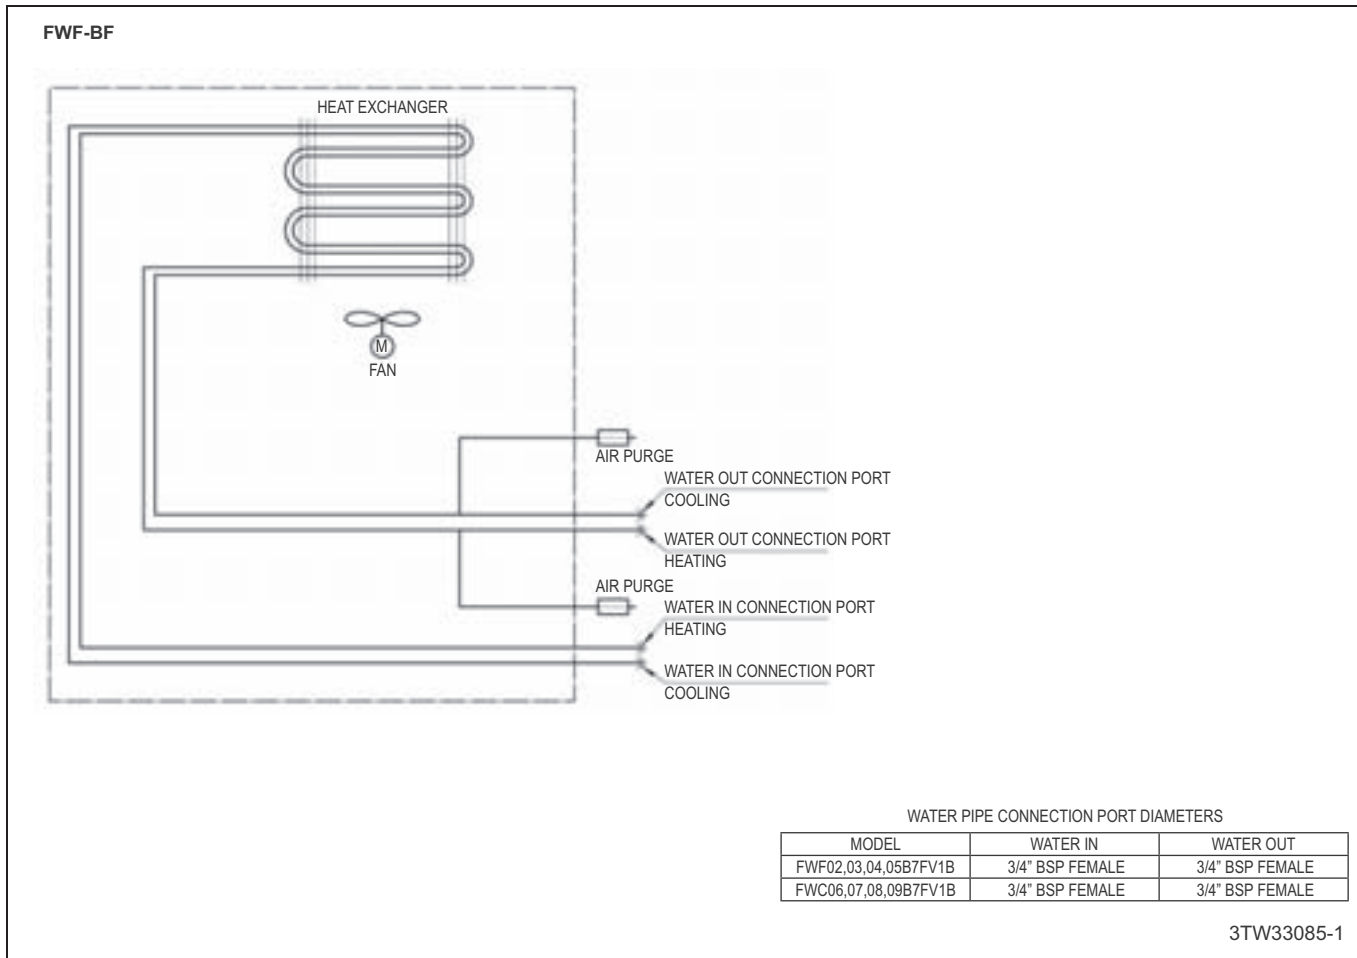 FWF-BF
HEAT EXCHANGER
M
FAN
AIR PURGE
WATER OUT CONNECTION PORT
COOLING
WATER OUT CONNECTION PORT
HEATING
AIR PURGE
WATER IN CONNECTION PORT
HEATING
WATER IN CONNECTION PORT
COOLING
WATER PIPE CONNECTION PORT DIAMETERS
MODEL WATER IN WATER OUT
FWF02,03,04,05B7FV1B 3/4” BSP FEMALE 3/4” BSP FEMALE
FWC06,07,08,09B7FV1B 3/4” BSP FEMALE 3/4” BSP FEMALE
3TW33085-1